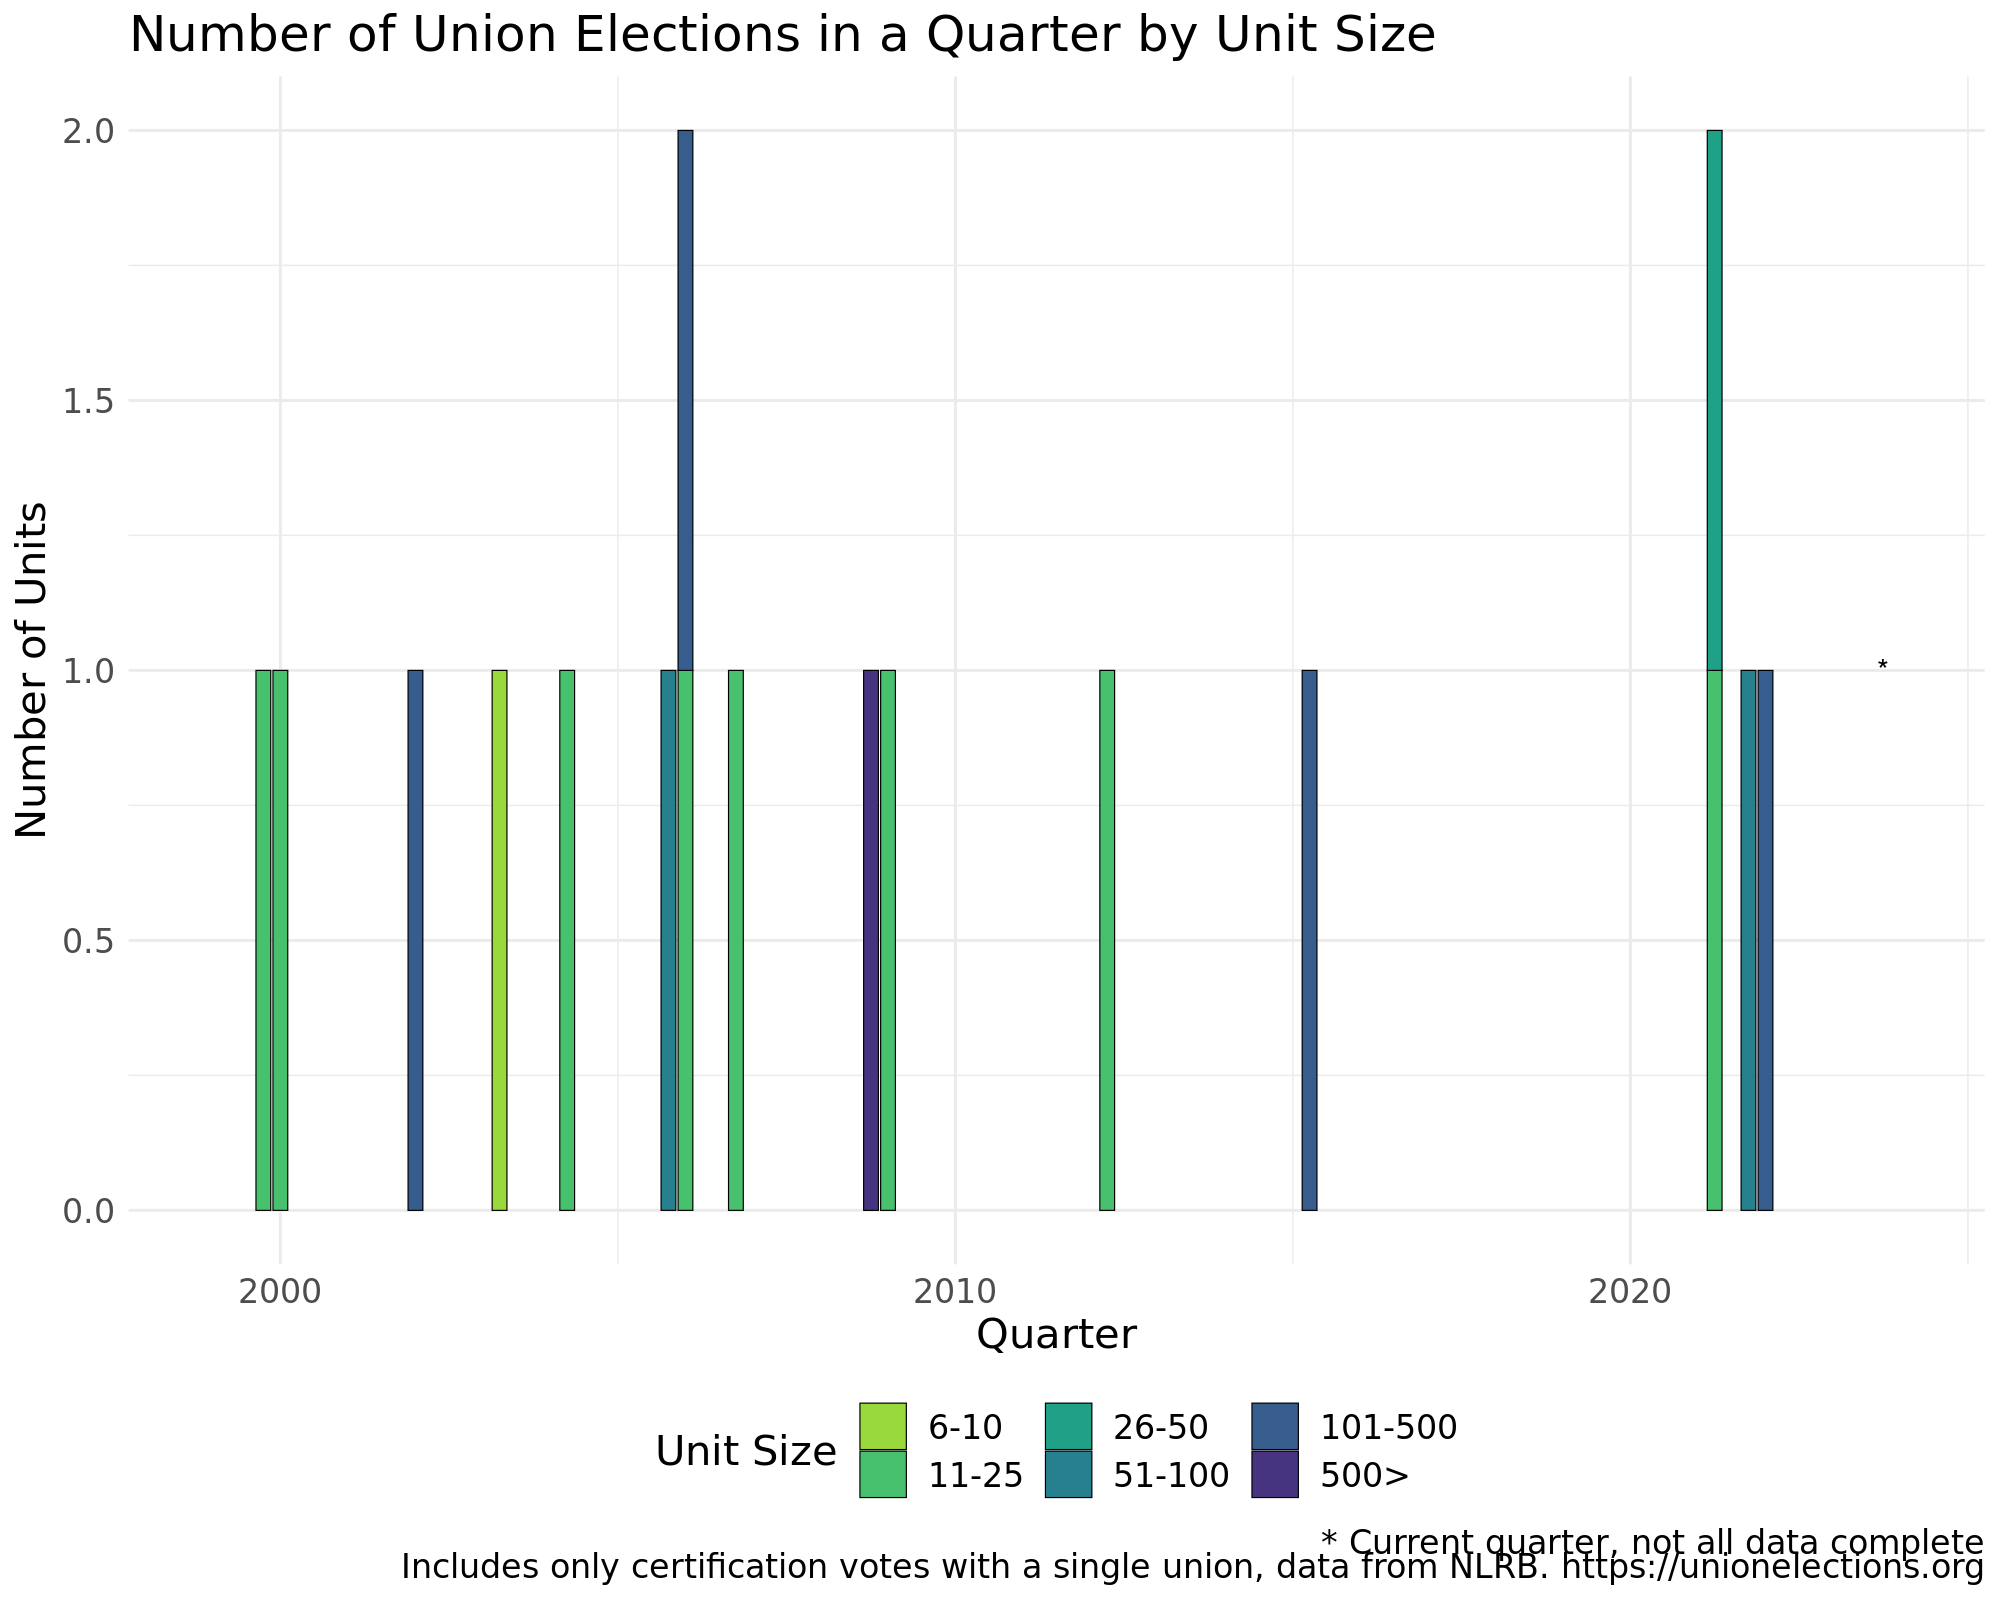 Number of Union Elections in a Quarter by Unit Size
Number of Units
2.0
1.5
1.0
0.5
0.0
*
2000 2010 2020
Quarter
Unit Size
6-10 26-50 101-500
11-25 51-100 500>
* Current quarter, not all data complete
Includes only certification votes with a single union, data from NLRB. https://unionelections.org